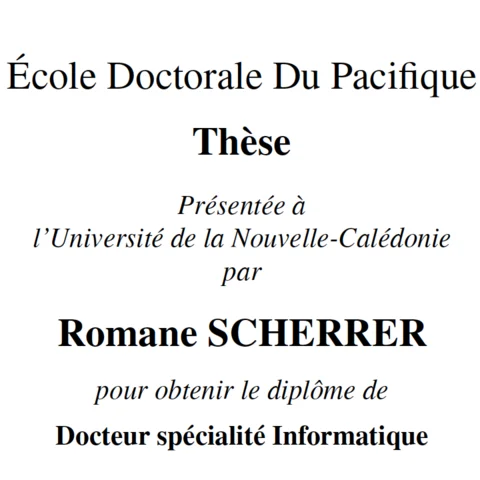 École Doctorale Du Pacifique
Thèse
Présentée à
l’Université de la Nouvelle-Calédonie
par
Romane SCHERRER
pour obtenir le diplôme de
Docteur spécialité Informatique